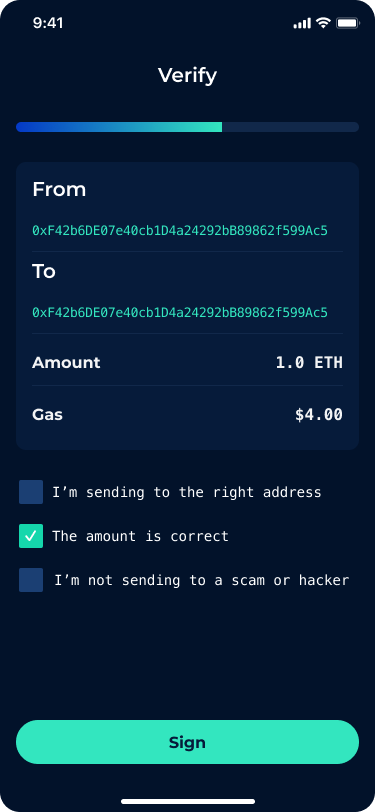 9:41
Verify
From
0xF42b6DE07e40cb1D4a24292bB89862f599Ac5
To
0xF42b6DE07e40cb1D4a24292bB89862f599Ac5
Amount 1.0 ETH
Gas $4.00
I’m sending to the right address
The amount is correct
I’m not sending to a scam or hacker
Sign